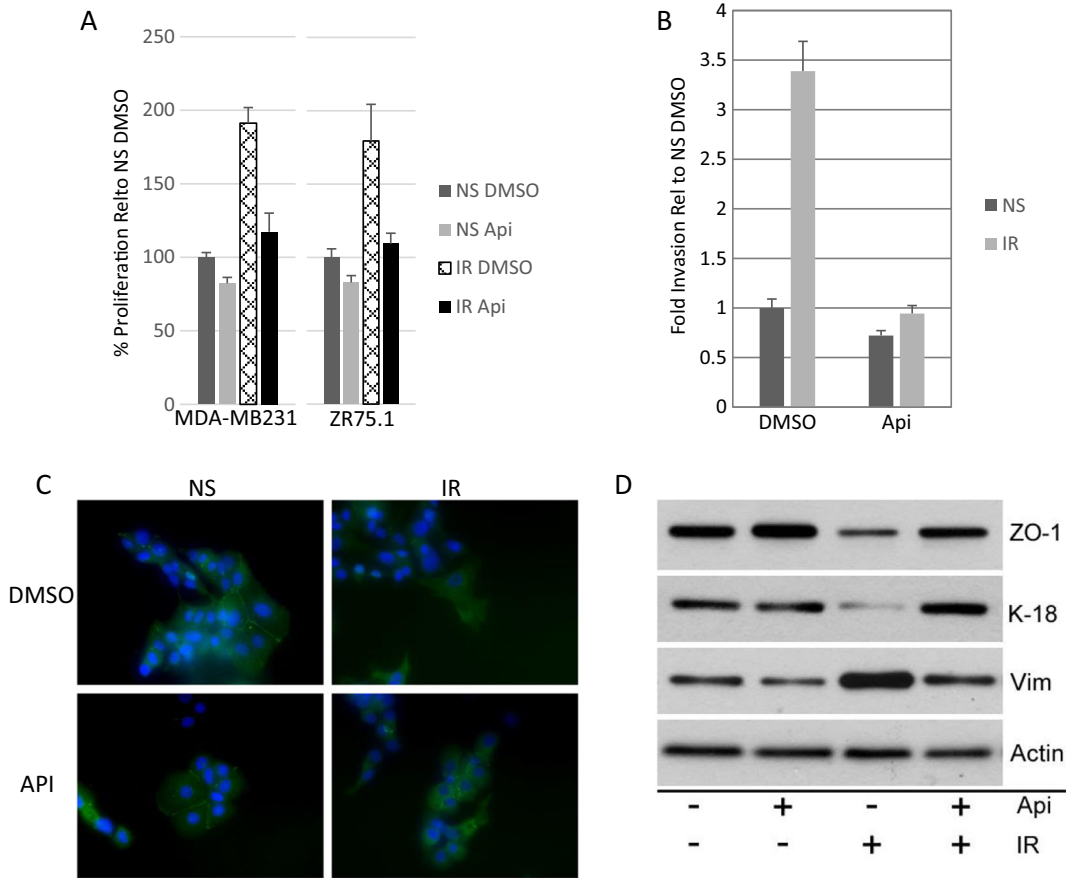 A
% Proliferation Relto NS DMSO
250
200
150
100
50
0
MDA-MB231 ZR75.1
NS DMSO
NS Api
IR DMSO
IR Api
B
Fold Invasion Rel to NS DMSO
4
3.5
3
2.5
2
1.5
1
0.5
0
DMSO Api
NS
IR
C
NS IR
DMSO
API
D
ZO-1
K-18
Vim
Actin
- + - + Api
- - + + IR